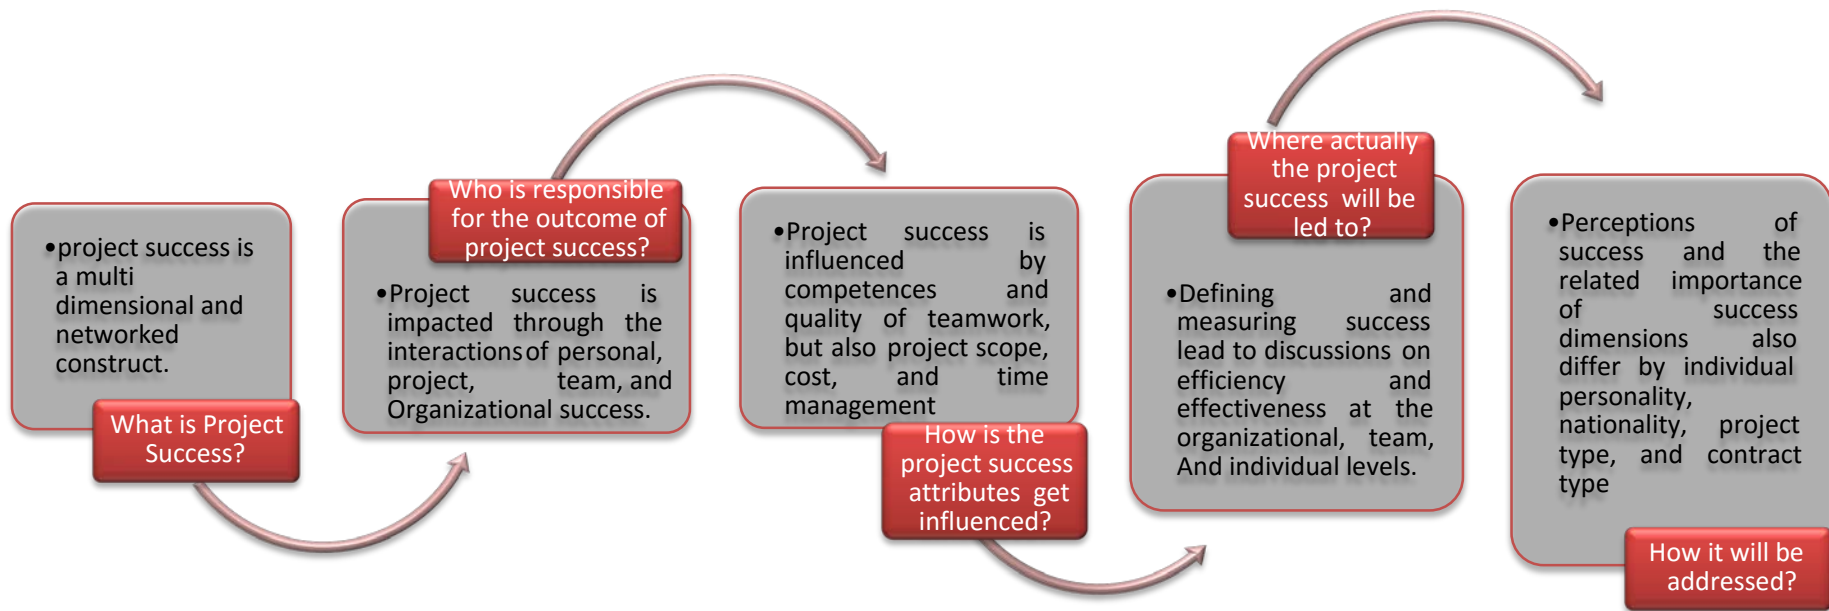 •project success is
a multi
dimensional and
networked
construct.
What is Project
Success?
Who is responsible
for the outcome of
project success?
•Project success is
impacted through the
interactions of personal,
project, team, and
Organizational success.
•Project success is
influenced by
competences and
quality of teamwork,
but also project scope,
cost, and time
management
How is the
project success
attributes get
influenced?
Where actually
the project
success will be
led to?
•Defining and
measuring success
lead to discussions on
efficiency and
effectiveness at the
organizational, team,
And individual levels.
•Perceptions of
success and the
related importance
of success
dimensions also
differ by individual
personality,
nationality, project
type, and contract
type
How it will be
addressed?